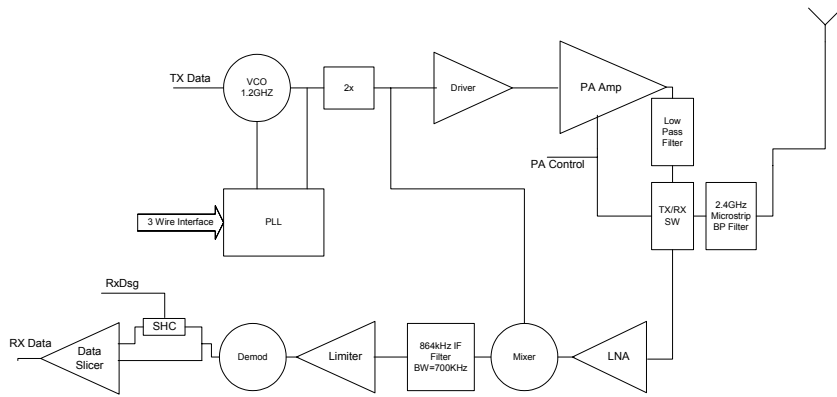 TX Data
VCO
1.2GHZ
2x
Driver
PA Amp
Low
Pass
Filter
PA Control
3 Wire Interface
PLL
TX/RX
SW
2.4GHz
Microstrip
BP Filter
RxDsg
RX Data
SHC
Data
Slicer
Demod
Limiter
864kHz IF
Filter
BW=700KHz
Mixer
LNA